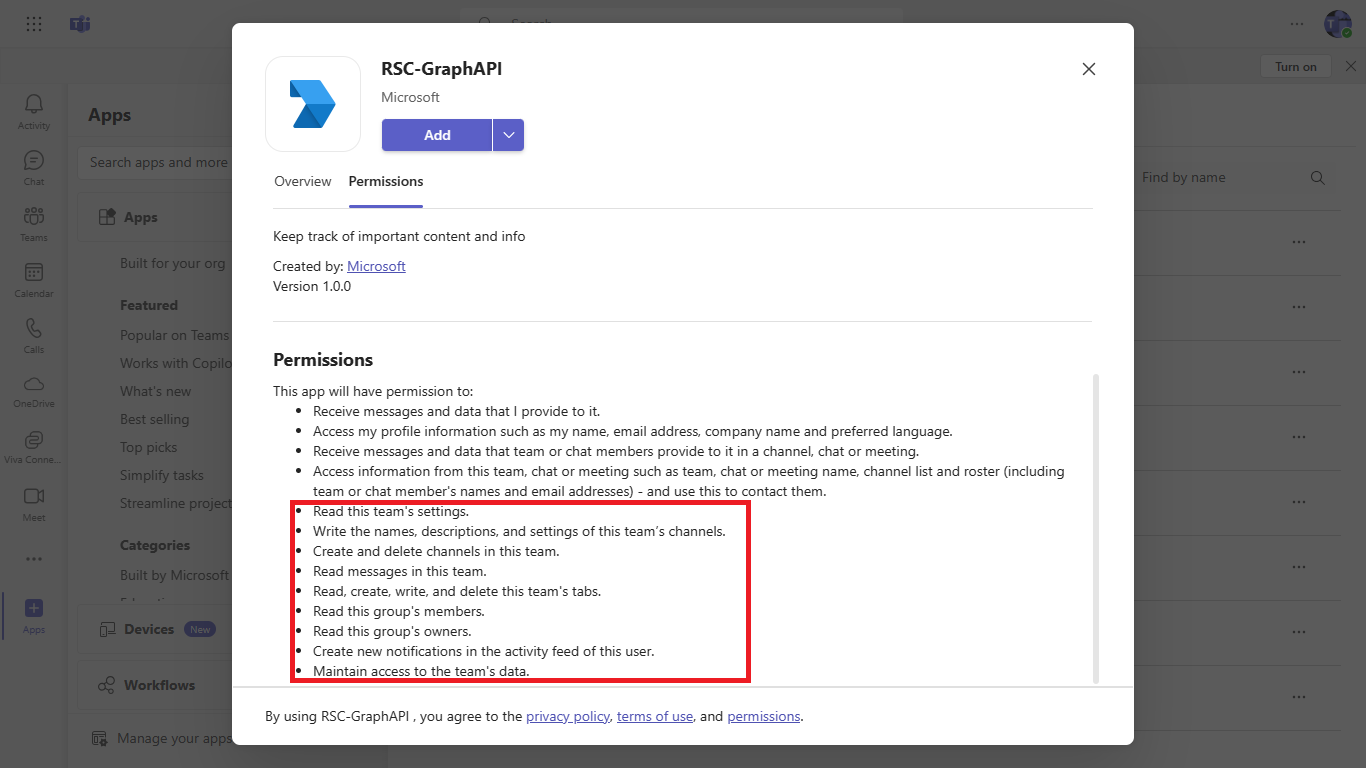 Search
Turn on
RSC-GraphAPI
Microsoft
Add
Overview
Permissions
Keep track of important content and info
Created by: Microsoft
Version 1.0.0
Permissions
This app will have permission to:
• Receive messages and data that I provide to it.
• Access my profile information such as my name, email address, company name and preferred language.
• Receive messages and data that team or chat members provide to it in a channel, chat or meeting.
• Access information from this team, chat or meeting such as team, chat or meeting name, channel list and roster (including
team or chat member's names and email addresses) - and use this to contact them.
• Read this team's settings.
• Write the names, descriptions, and settings of this team’s channels.
• Create and delete channels in this team.
• Read messages in this team.
• Read, create, write, and delete this team's tabs.
• Read this group's members.
• Read this group's owners.
• Create new notifications in the activity feed of this user.
• Maintain access to the team's data.
By using RSC-GraphAPI , you agree to the privacy policy, terms of use, and permissions.
Activity
Chat
Teams
Calendar
Calls
OneDrive
Viva Conne...
Meet
Apps
Apps
Search apps and more
Apps
Built for your org
Featured
Popular on Teams
Works with Copilo
What's new
Best selling
Top picks
Simplify tasks
Streamline project
Categories
Built by Microsoft
Devices New
Workflows
Manage your apps
Find by name